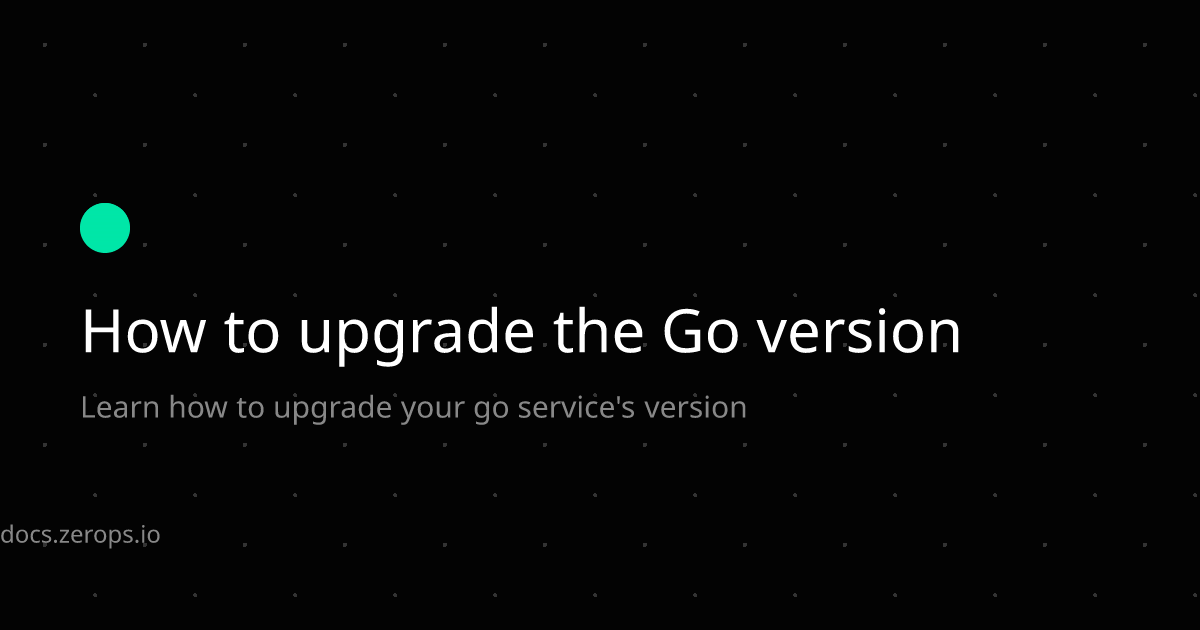 How to upgrade the Go version
Learn how to upgrade your go service's version
docs.zerops.io